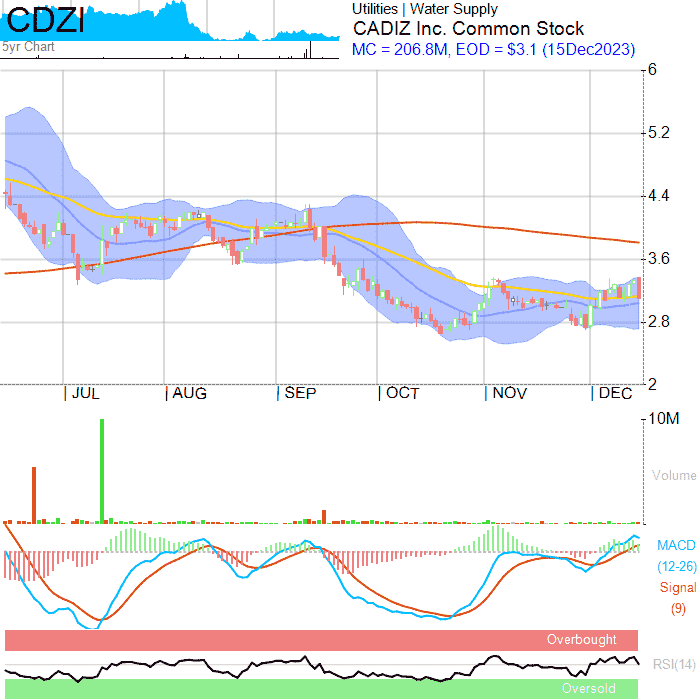 CDZI
5yr Chart
Utilities | Water Supply
CADIZ Inc. Common Stock
MC = 206.8M, EOD = $3.1 (15Dec2023)
6
5.2
4.4
3.6
2.8
2
JUL AUG SEP OCT NOV DEC
10M
Volume
0
MACD
(12-26)
Signal
(9)
Overbought
RSI(14)
Oversold